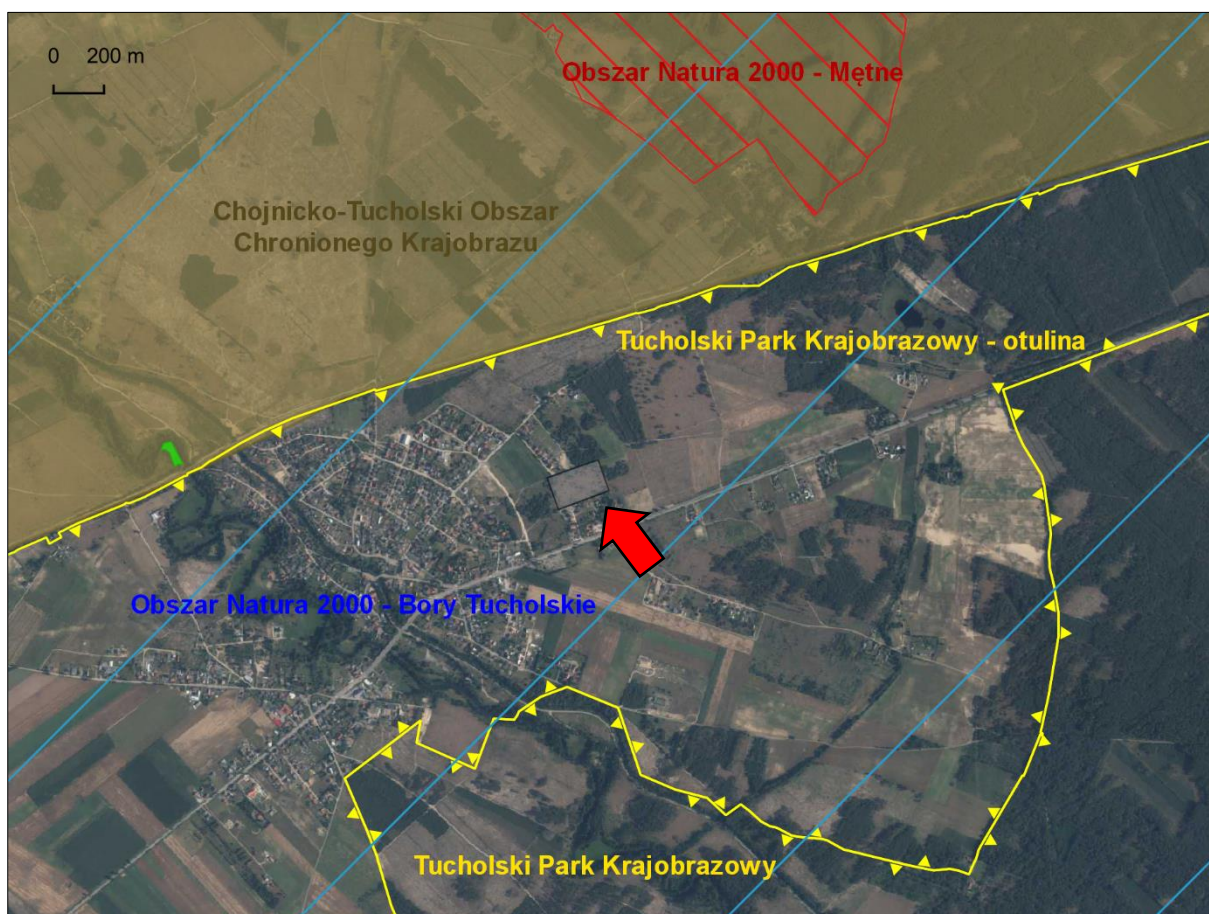 0 200 m
Obszar Natura 2000 - Mętne
Chojnicko-Tucholski Obszar
Chronionego Krajobrazu
Tucholski Park Krajobrazowy - otulina
Obszar Natura 2000 - Bory Tucholskie
Tucholski Park Krajobrazowy